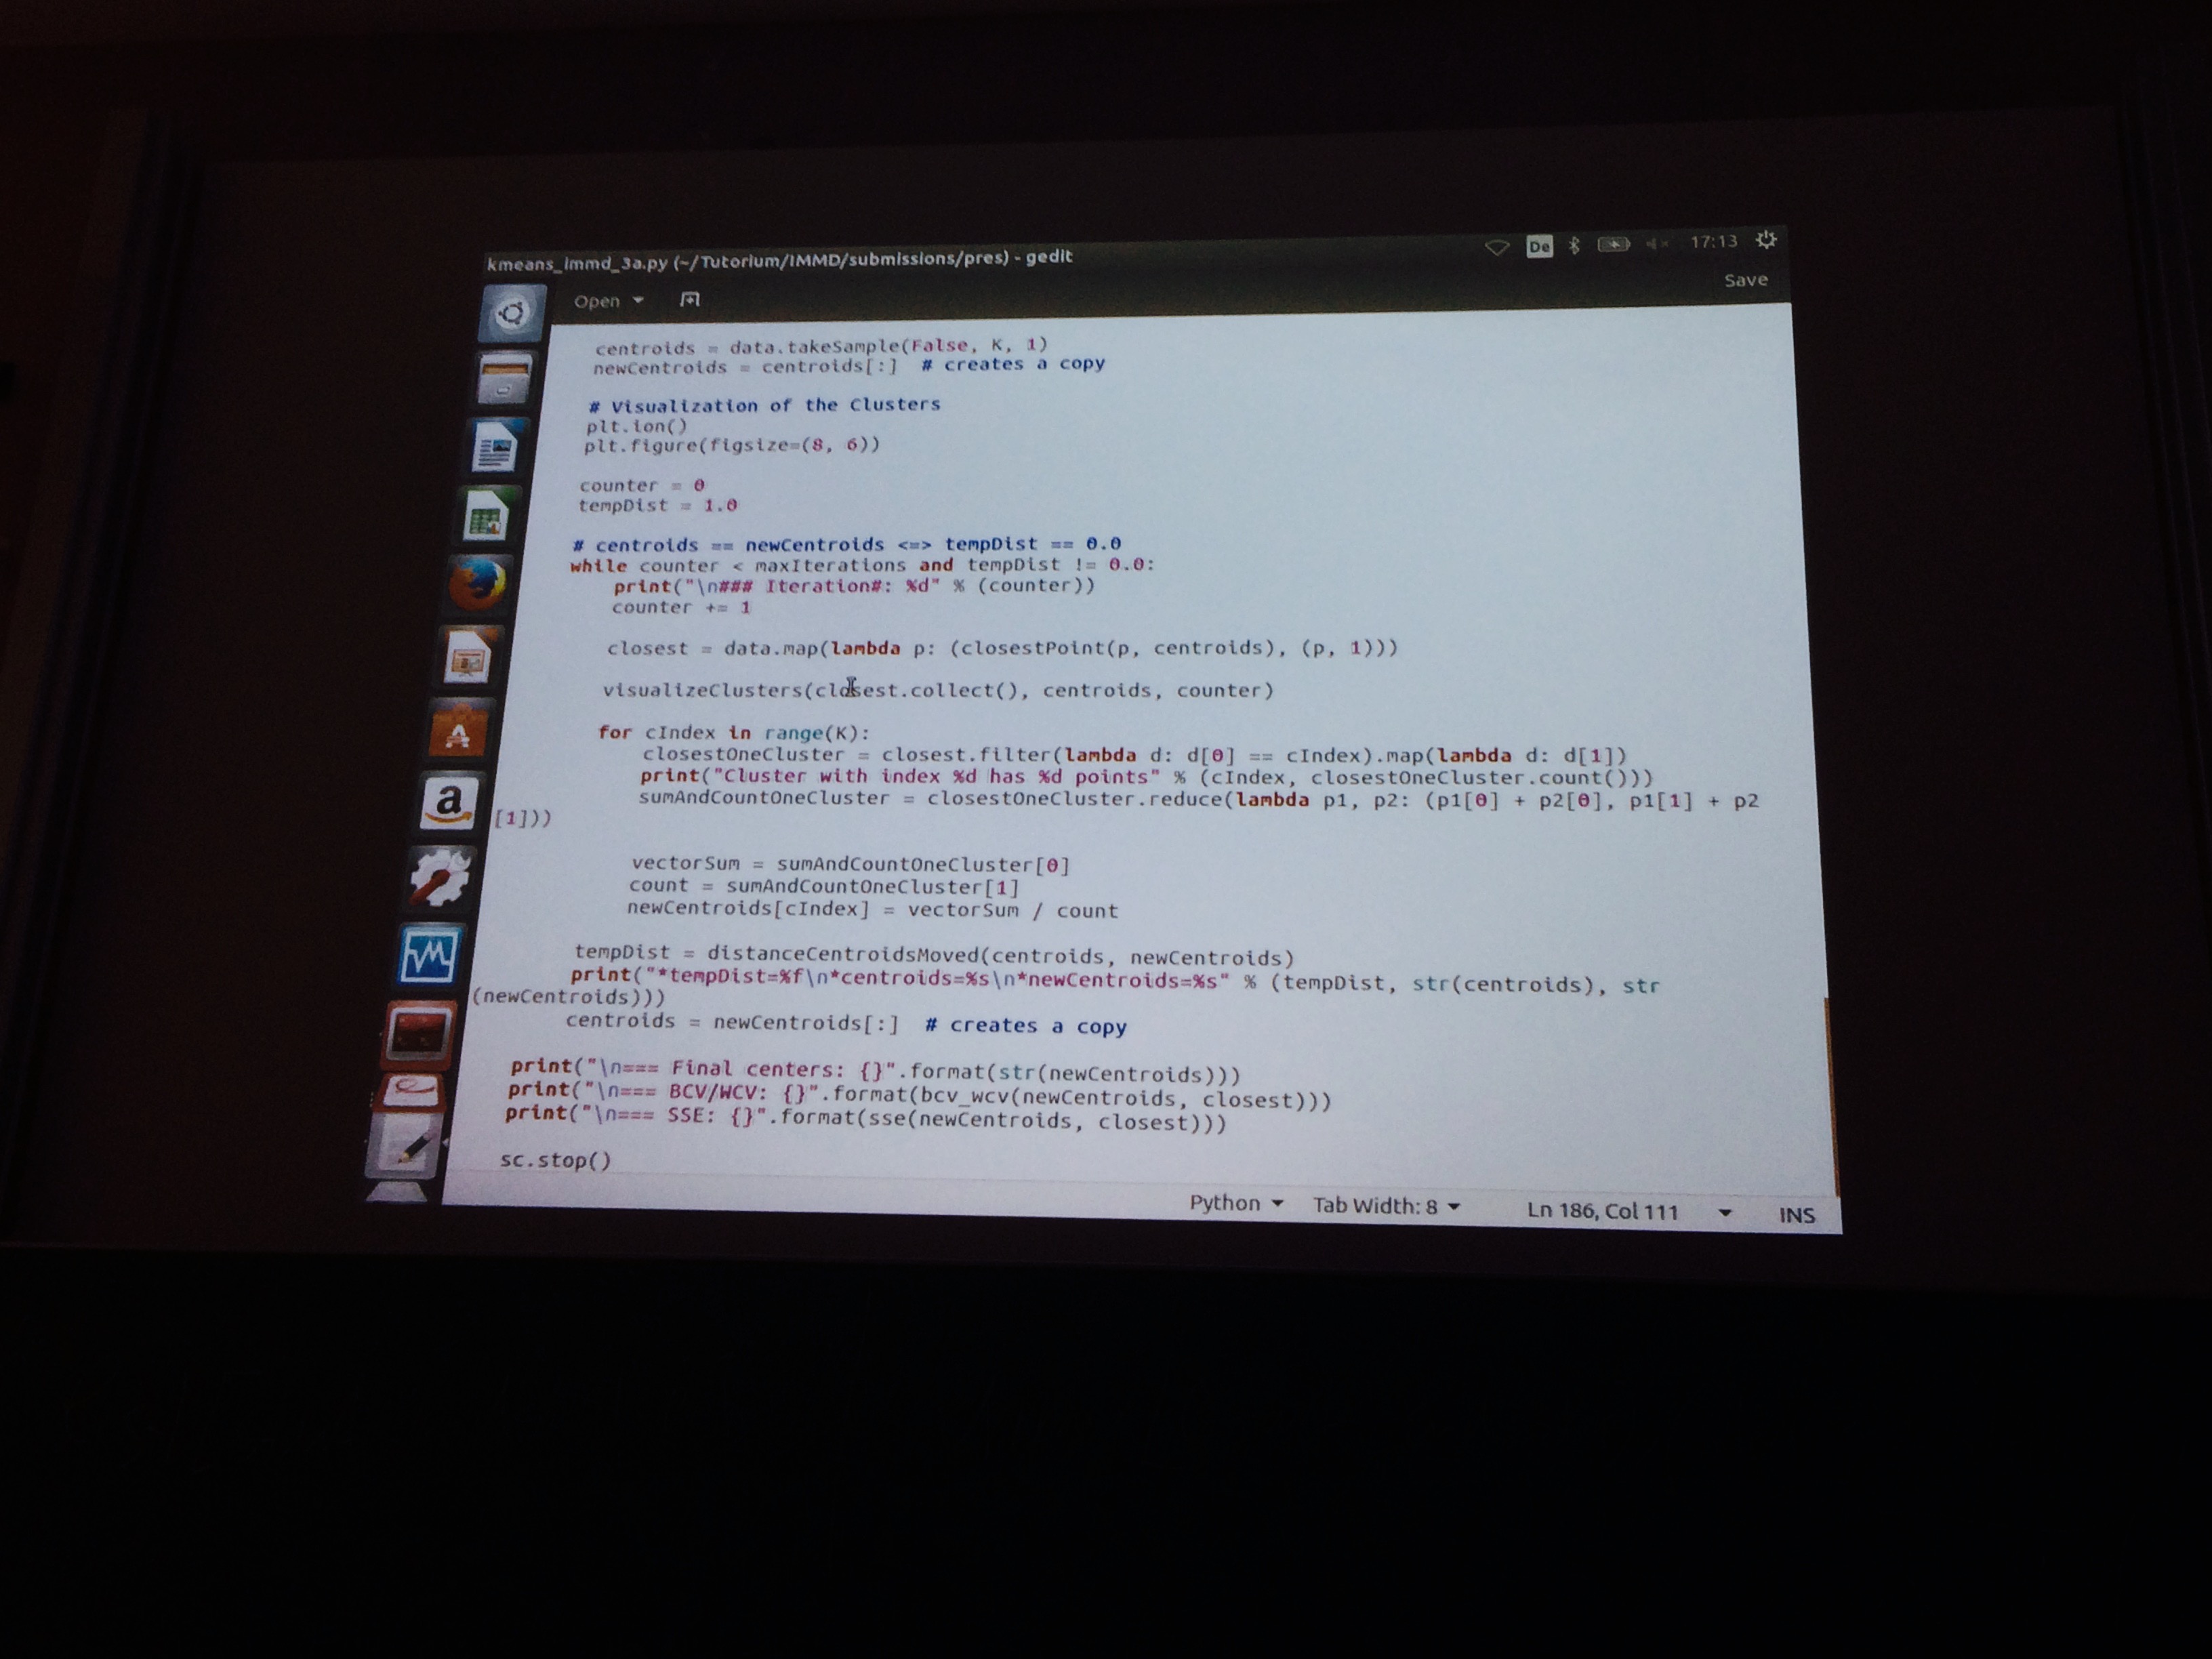 kmeans_immd_3a.py (~/Tutorium/IMMD/submissions/pres) - gedit
De
17:13
Open
Save
centroids = data.takeSample(False, K, 1)
newCentroids = centroids[:]  # creates a copy
# Visualization of the Clusters
plt.ion()
plt.figure(figsize=(8, 6))
counter = 0
tempDist = 1.0
# centroids == newCentroids <=> tempDist == 0.0
while counter < maxIterations and tempDist != 0.0:
print("\n### Iteration#: %d" % (counter))
counter += 1
closest = data.map(lambda p: (closestPoint(p, centroids), (p, 1)))
visualizeClusters(closest.collect(), centroids, counter)
for cIndex in range(K):
closestOneCluster = closest.filter(lambda d: d[0] == cIndex).map(lambda d: d[1])
print("Cluster with index %d has %d points" % (cIndex, closestOneCluster.count()))
sumAndCountOneCluster = closestOneCluster.reduce(lambda p1, p2: (p1[0] + p2[0], p1[1] + p2
[1]))
vectorSum = sumAndCountOneCluster[0]
count = sumAndCountOneCluster[1]
newCentroids[cIndex] = vectorSum / count
tempDist = distanceCentroidsMoved(centroids, newCentroids)
print("*tempDist=%f\n*centroids=%s\n*newCentroids=%s" % (tempDist, str(centroids), str
(newCentroids)))
centroids = newCentroids[:]  # creates a copy
print("\n=== Final centers: {}".format(str(newCentroids)))
print("\n=== BCV/WCV: {}".format(bcv_wcv(newCentroids, closest)))
print("\n=== SSE: {}".format(sse(newCentroids, closest)))
sc.stop()
Python
Tab Width: 8
Ln 186, Col 111
INS